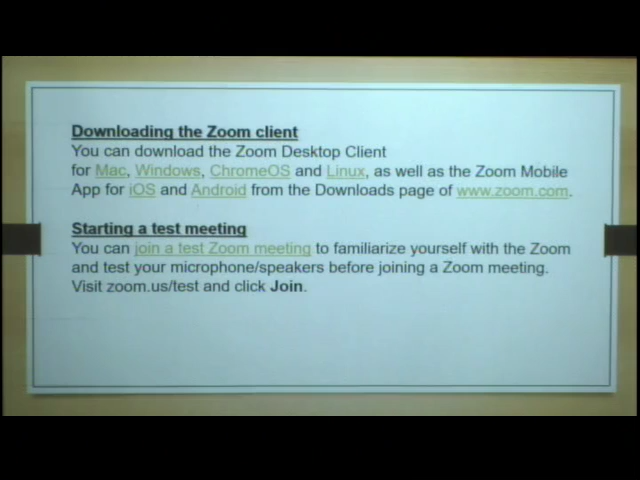 Downloading the Zoom client
You can download the Zoom Desktop Client
for Mac, Windows, ChromeOS and Linux, as well as the Zoom Mobile
App for iOS and Android from the Downloads page of www.zoom.com.
Starting a test meeting
You can join a test Zoom meeting to familiarize yourself with the Zoom
and test your microphone/speakers before joining a Zoom meeting.
Visit zoom.us/test and click Join.